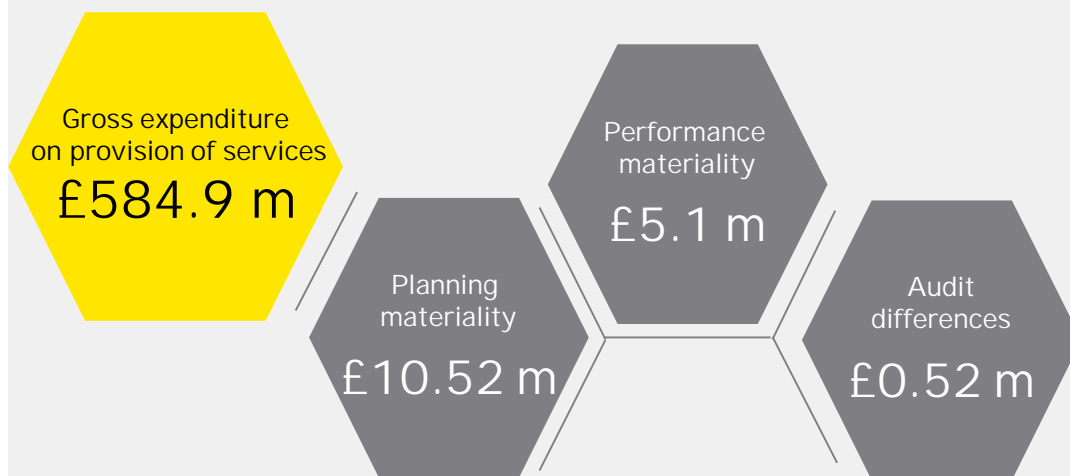 Gross expenditure
on provision of services
£584.9 m
Planning
materiality
£10.52 m
Performance
materiality
£5.1 m
Audit
differences
£0.52 m